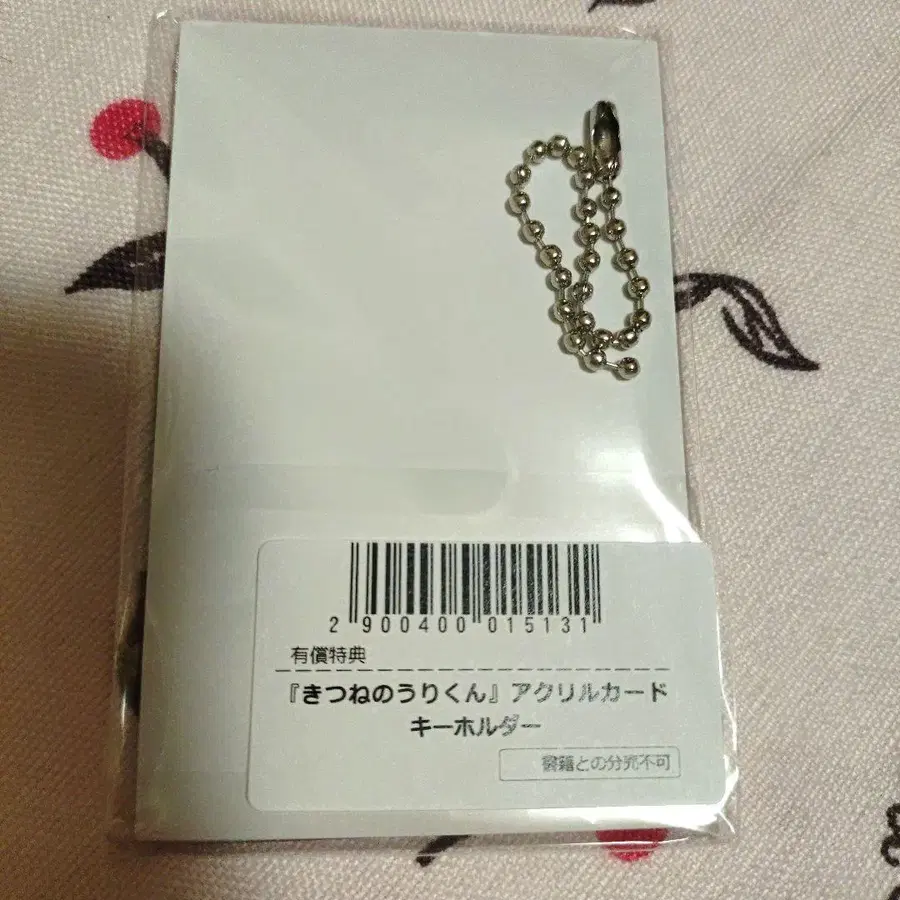 2 900400 015131
有償特典
『きつねのうりくん』アクリルカード
キーホルダー
書籍との分売不可